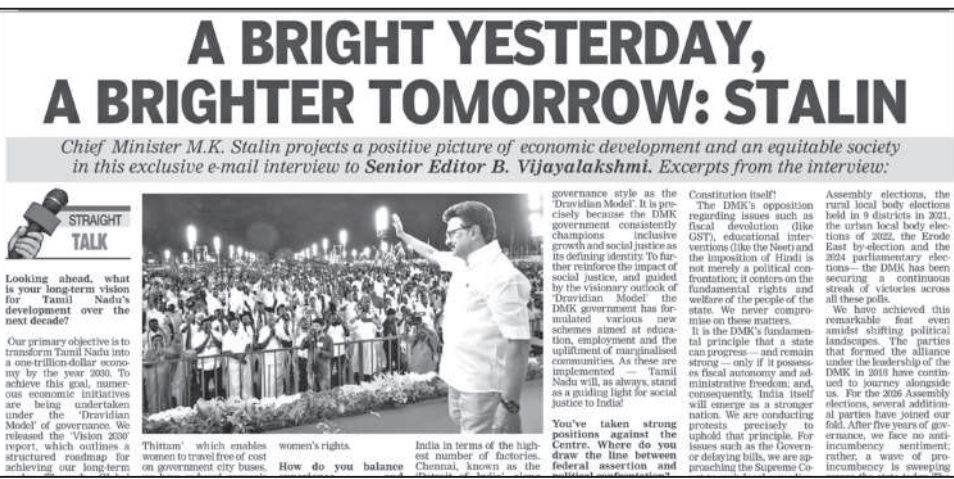 A BRIGHT YESTERDAY,
A BRIGHTER TOMORROW: STALIN
Chief Minister M.K. Stalin projects a positive picture of economic development and an equitable society
in this exclusive e-mail interview to Senior Editor B. Vijayalakshmi. Excerpts from the interview:
STRAIGHT
TALK
Looking ahead, what
is your long-term vision
for Tamil Nadu's
development over the
next decade?
Our primary objective is to
transform Tamil Nadu into
a one-trillion-dollar econo-
my by the year 2030. To
achieve this goal, numer-
ous economic initiatives
are being undertaken
under the 'Dravidian
Model' of governance. We
released the 'Vision 2030'
report, which outlines a
structured roadmap for
achieving our long-term
Thittam' which enables
women to travel free of cost
on government city buses,
women's rights.
How do you balance
India in terms of the high-
est number of factories.
Chennai, known as the
governance style as the
'Dravidian Model'. It is pre-
cisely because the DMK
government consistently
champions inclusive
growth and social justice as
its defining identity. To fur-
ther reinforce the impact of
social justice, and guided
by the visionary outlook of
'Dravidian Model' the
DMK government has for-
mulated various new
schemes aimed at educa-
tion, employment and the
upliftment of marginalised
communities. As these are
implemented — Tamil
Nadu will, as always, stand
as a guiding light for social
justice to India!
You've taken strong
positions against the
Centre. Where do you
draw the line between
federal assertion and
Constitution itself!
The DMK's opposition
regarding issues such as
fiscal devolution (like
GST), educational inter-
ventions (like the Neet) and
the imposition of Hindi is
not merely a political con-
frontation; it centers on the
fundamental rights and
welfare of the people of the
state. We never compro-
mise on these matters.
It is the DMK's fundamen-
tal principle that a state
can progress — and remain
strong — only if it possess-
es fiscal autonomy and ad-
ministrative freedom; and,
consequently, India itself
will emerge as a stronger
nation. We are conducting
protests precisely to
uphold that principle. For
issues such as the Govern-
or delaying bills, we are ap-
proaching the Supreme Co-
Assembly elections, the
rural local body elections
held in 9 districts in 2021,
the urban local body elec-
tions of 2022, the Erode
East by-election and the
2024 parliamentary elec-
tions— the DMK has been
securing a continuous
streak of victories across
all these polls.
We have achieved this
remarkable feat even
amidst shifting political
landscapes. The parties
that formed the alliance
under the leadership of the
DMK in 2018 have contin-
ued to journey alongside
us. For the 2026 Assembly
elections, several addition-
al parties have joined our
fold. After five years of gov-
ernance, we face no anti-
incumbency sentiment;
rather, a wave of pro-
incumbency is sweeping